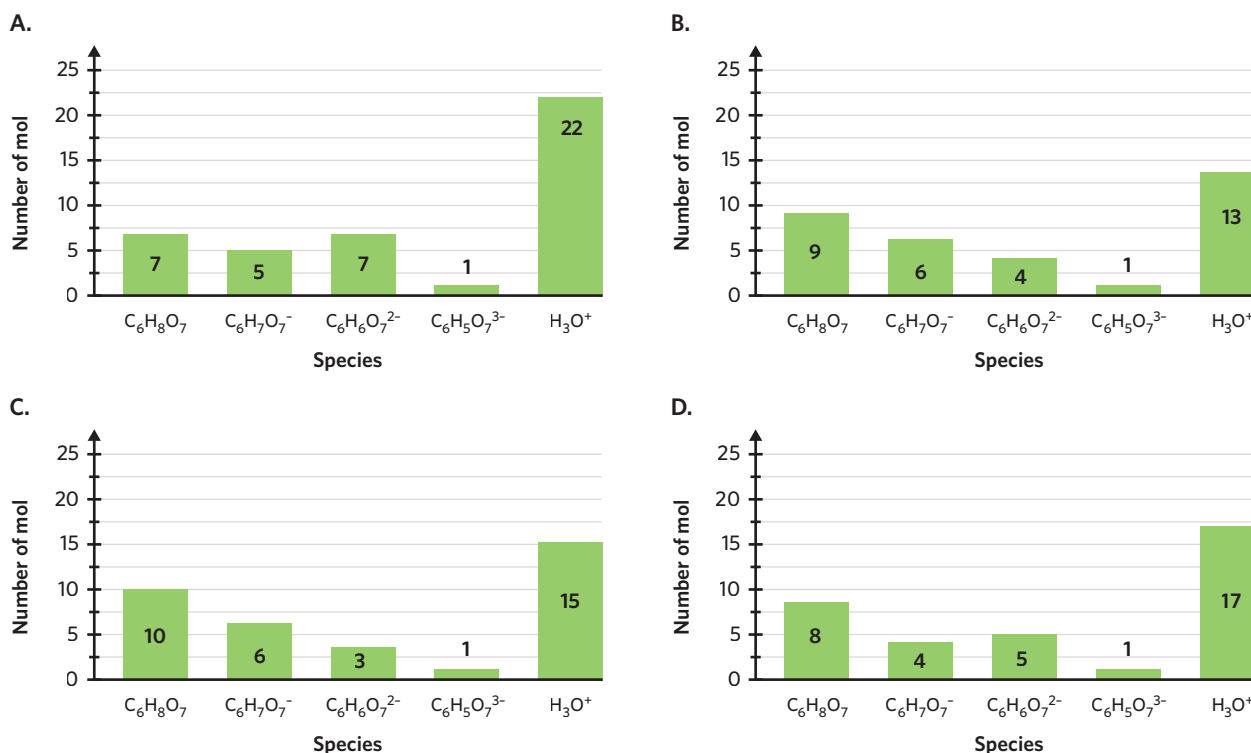 A.
Number of mol
25
20
15
10
5
0
7
5
7
1
22
C₆H₈O₇ C₆H₇O₇⁻ C₆H₆O₇²⁻ C₆H₅O₇³⁻ H₃O⁺
Species
B.
Number of mol
25
20
15
10
5
0
9
6
4
1
13
C₆H₈O₇ C₆H₇O₇⁻ C₆H₆O₇²⁻ C₆H₅O₇³⁻ H₃O⁺
Species
C.
Number of mol
25
20
15
10
5
0
10
6
3
1
15
C₆H₈O₇ C₆H₇O₇⁻ C₆H₆O₇²⁻ C₆H₅O₇³⁻ H₃O⁺
Species
D.
Number of mol
25
20
15
10
5
0
8
4
5
1
17
C₆H₈O₇ C₆H₇O₇⁻ C₆H₆O₇²⁻ C₆H₅O₇³⁻ H₃O⁺
Species